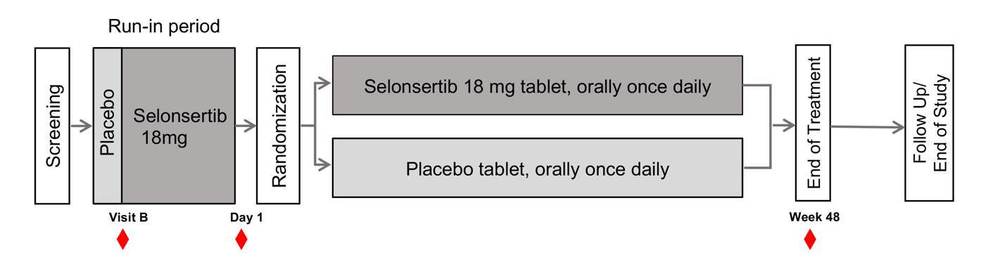 Run-in period
Screening
Placebo
Selonsertib
18mg
Randomization
Selonsertib 18 mg tablet, orally once daily
Placebo tablet, orally once daily
End of Treatment
Follow Up/
End of Study
Visit B
Day 1
Week 48